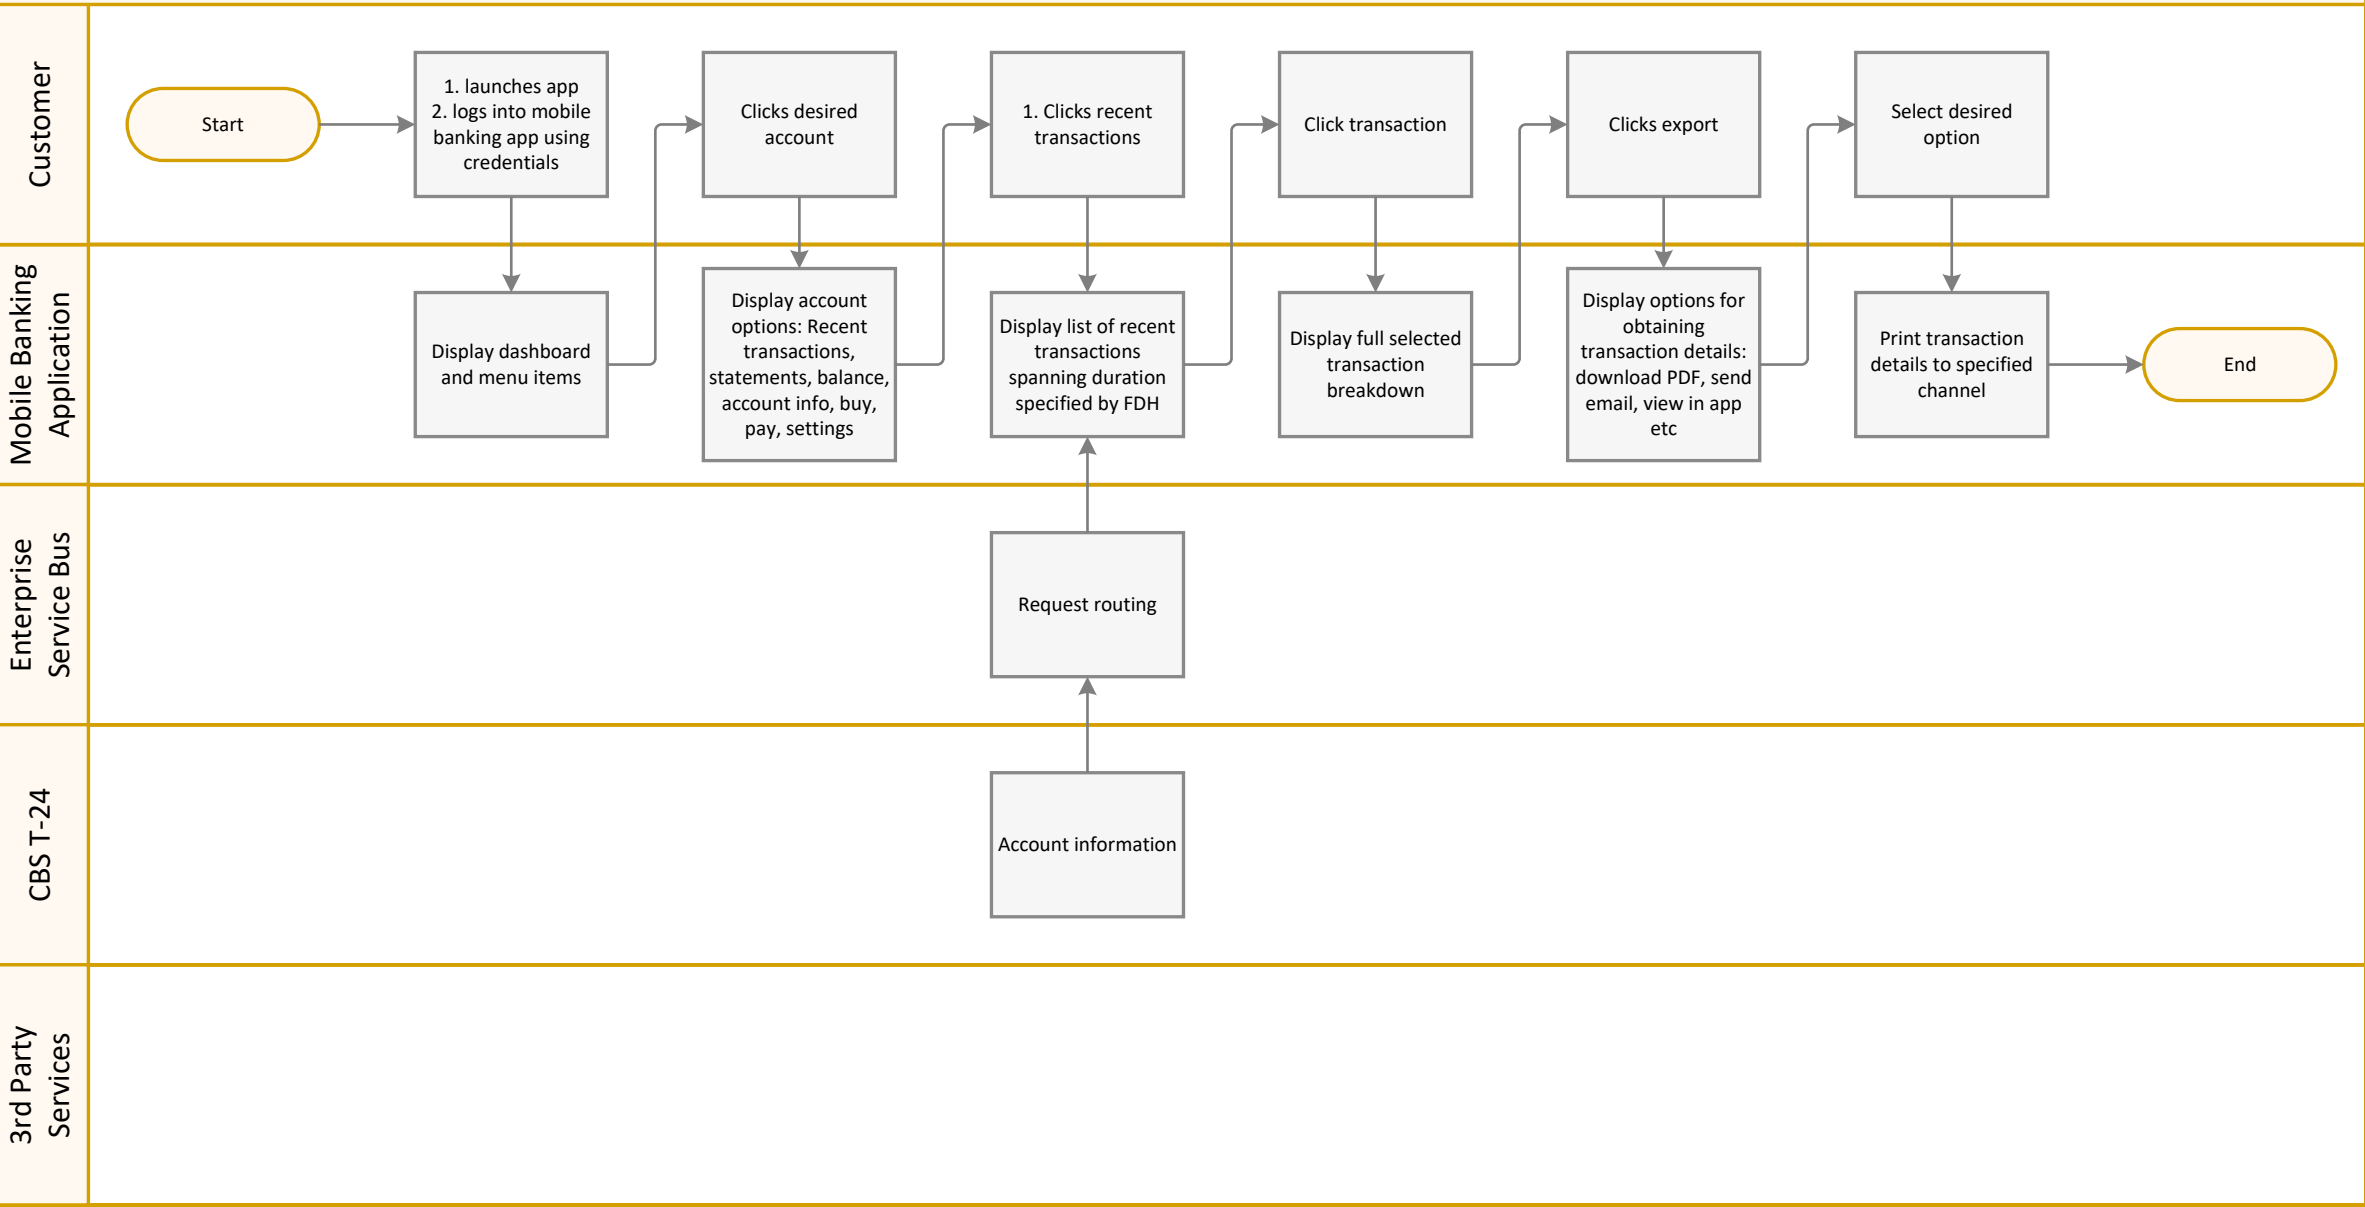 Customer
Start
1. launches app
2. logs into mobile
banking app using
credentials
Clicks desired
account
1. Clicks recent
transactions
Click transaction
Clicks export
Select desired
option
Mobile Banking
Application
Display dashboard
and menu items
Display account
options: Recent
transactions,
statements, balance,
account info, buy,
pay, settings
Display list of recent
transactions
spanning duration
specified by FDH
Display full selected
transaction
breakdown
Display options for
obtaining
transaction details:
download PDF, send
email, view in app
etc
Print transaction
details to specified
channel
End
Enterprise
Service Bus
Request routing
CBS T-24
Account information
3rd Party
Services